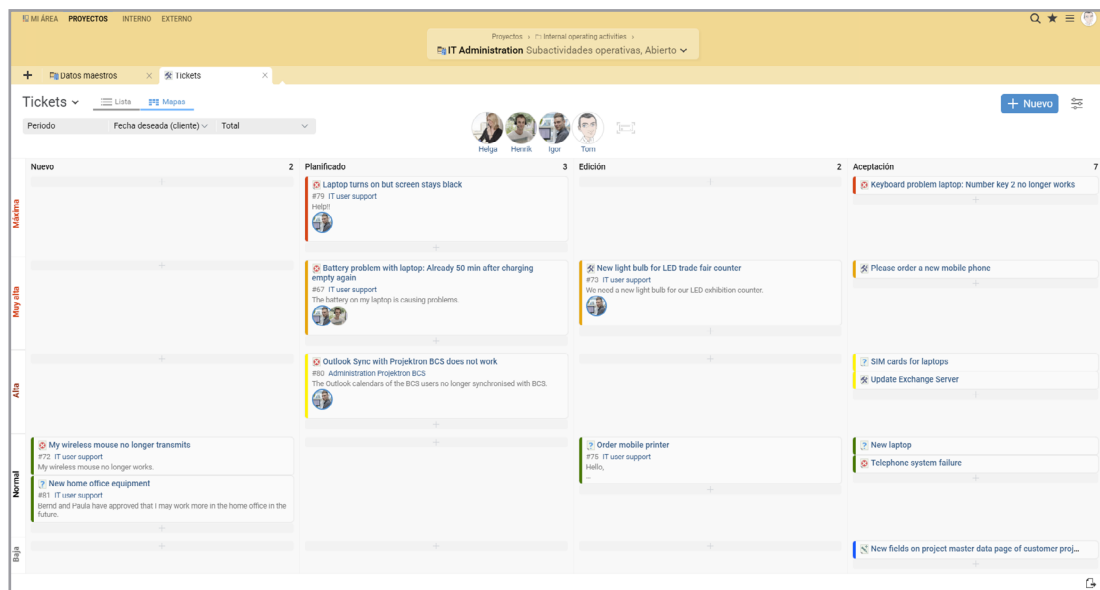 MI ÁREA PROYECTOS INTERNO EXTERNO
Proyectos › Internal operating activities ›
IT Administration Subactividades operativas, Abierto
+ Datos maestros × Tickets ×
Tickets Lista Mapas
+ Nuevo
Periodo Fecha deseada (cliente) Total
Helga Henrik Igor Tom
Nuevo 2 Planificado 3 Edición 2 Aceptación 7
Máxima
Laptop turns on but screen stays black
#79 IT user support
Help!!
Keyboard problem laptop: Number key 2 no longer works
Muy alta
Battery problem with laptop: Already 50 min after charging
empty again
#67 IT user support
The battery on my laptop is causing problems.
New light bulb for LED trade fair counter
#73 IT user support
We need a new light bulb for our LED exhibition counter.
Please order a new mobile phone
Alta
Outlook Sync with Projektron BCS does not work
#80 Administration Projektron BCS
The Outlook calendars of the BCS users no longer synchronised with BCS.
SIM cards for laptops
Update Exchange Server
Normal
My wireless mouse no longer transmits
#72 IT user support
My wireless mouse no longer works.
New home office equipment
#81 IT user support
Bernd and Paula have approved that I may work more in the home office in the
future.
Order mobile printer
#75 IT user support
Hello,
...
New laptop
Telephone system failure
Baja
New fields on project master data page of customer proj...